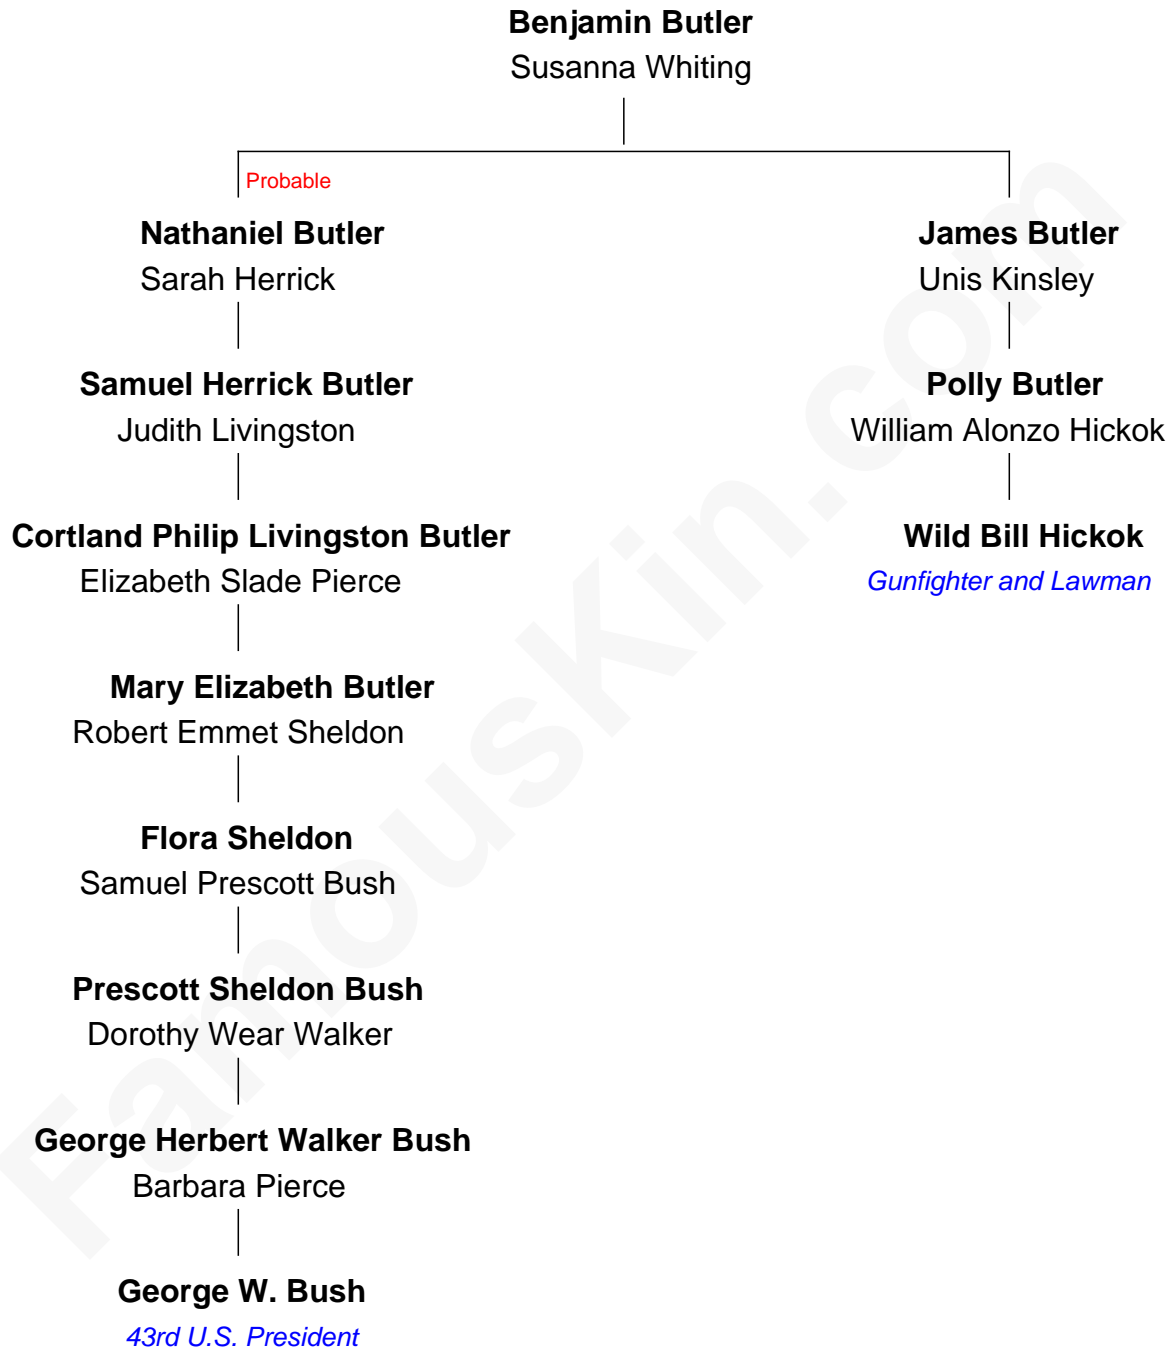 Benjamin Butler
Susanna Whiting
Probable
Nathaniel Butler
Sarah Herrick
James Butler
Unis Kinsley
Samuel Herrick Butler
Judith Livingston
Polly Butler
William Alonzo Hickok
Cortland Philip Livingston Butler
Elizabeth Slade Pierce
Wild Bill Hickok
Gunfighter and Lawman
Mary Elizabeth Butler
Robert Emmet Sheldon
Flora Sheldon
Samuel Prescott Bush
Prescott Sheldon Bush
Dorothy Wear Walker
George Herbert Walker Bush
Barbara Pierce
George W. Bush
43rd U.S. President
FamousKin.com